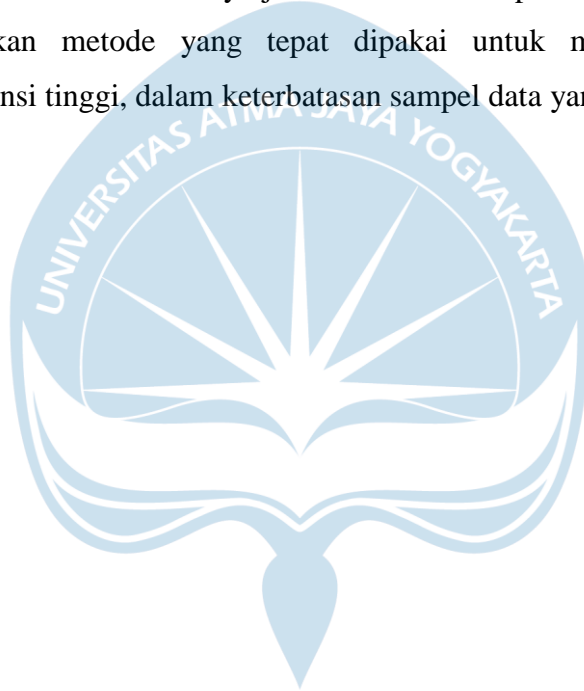 kan metode yang tepat dipakai untuk m
nsi tinggi, dalam keterbatasan sampel data yan
UNIVERSITAS ATMA JAYA YOGYAKARTA